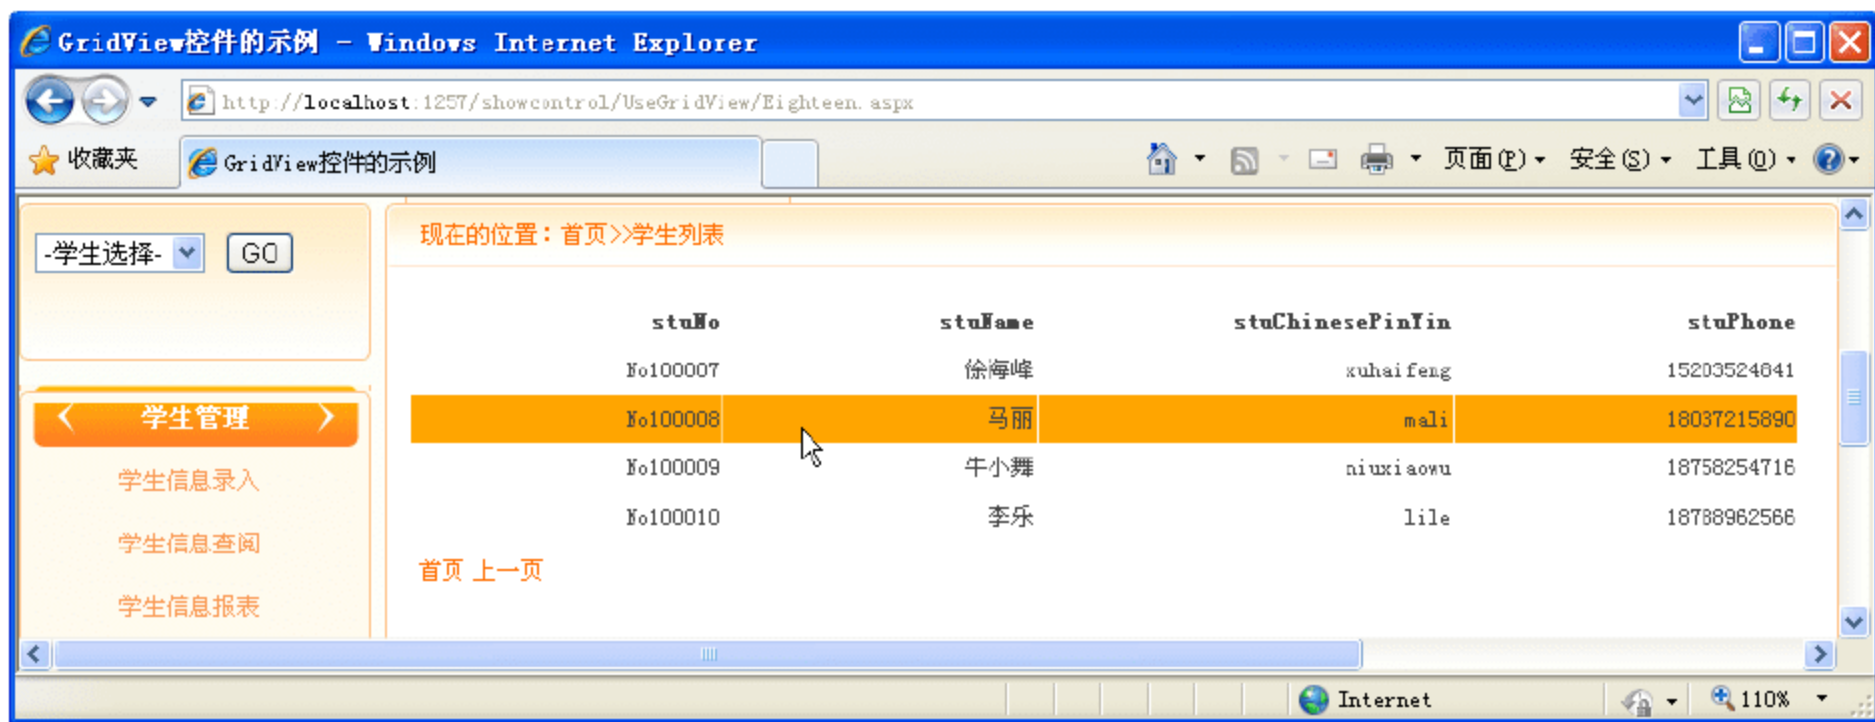 GridView控件的示例 - Windows Internet Explorer
http://localhost:1257/showcontrol/UseGridView/Eighteen.aspx
收藏夹 GridView控件的示例 页面(P) 安全(S) 工具(O)
-学生选择- GO
现在的位置：首页>>学生列表
stuNo stuName stuChinesePinYin stuPhone
No100007 徐海峰 xuhaifeng 15203524841
No100008 马丽 mali 18037215890
No100009 牛小舞 niuxiaowu 18758254716
No100010 李乐 lile 18788962566
首页 上一页
学生管理
学生信息录入
学生信息查阅
学生信息报表
Internet 110%